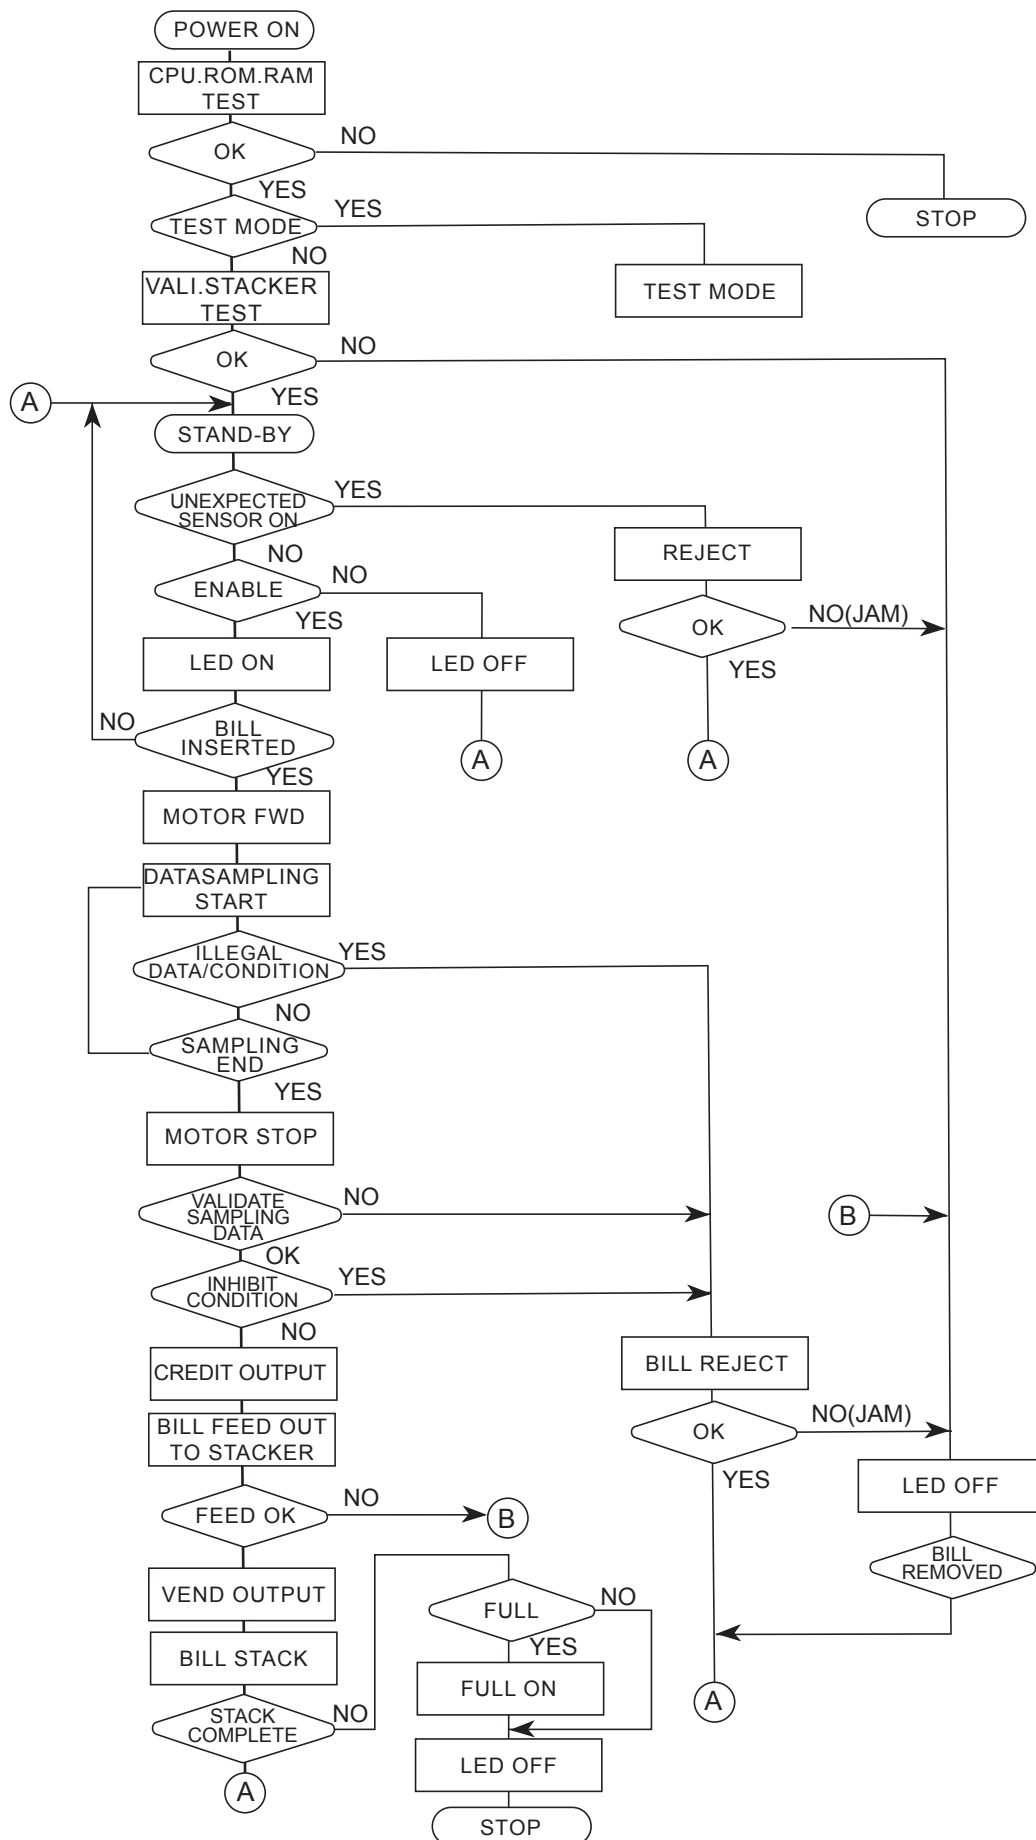 POWER ON
CPU.ROM.RAM
TEST
NO
OK
YES
YES
STOP
TEST MODE
NO
VALI.STACKER
TEST
TEST MODE
NO
OK
YES
A
STAND-BY
YES
UNEXPECTED
SENSOR ON
NO
REJECT
NO
ENABLE
YES
NO(JAM)
OK
YES
LED ON
LED OFF
NO
BILL
INSERTED
YES
A
A
MOTOR FWD
DATASAMPLING
START
ILLEGAL
DATA/CONDITION
YES
NO
SAMPLING
END
YES
MOTOR STOP
VALIDATE
SAMPLING
DATA
NO
B
OK
INHIBIT
CONDITION
YES
NO
CREDIT OUTPUT
BILL REJECT
BILL FEED OUT
TO STACKER
NO(JAM)
OK
YES
LED OFF
NO
FEED OK
B
BILL
REMOVED
VEND OUTPUT
FULL
NO
YES
BILL STACK
FULL ON
A
STACK
COMPLETE
NO
LED OFF
A
STOP